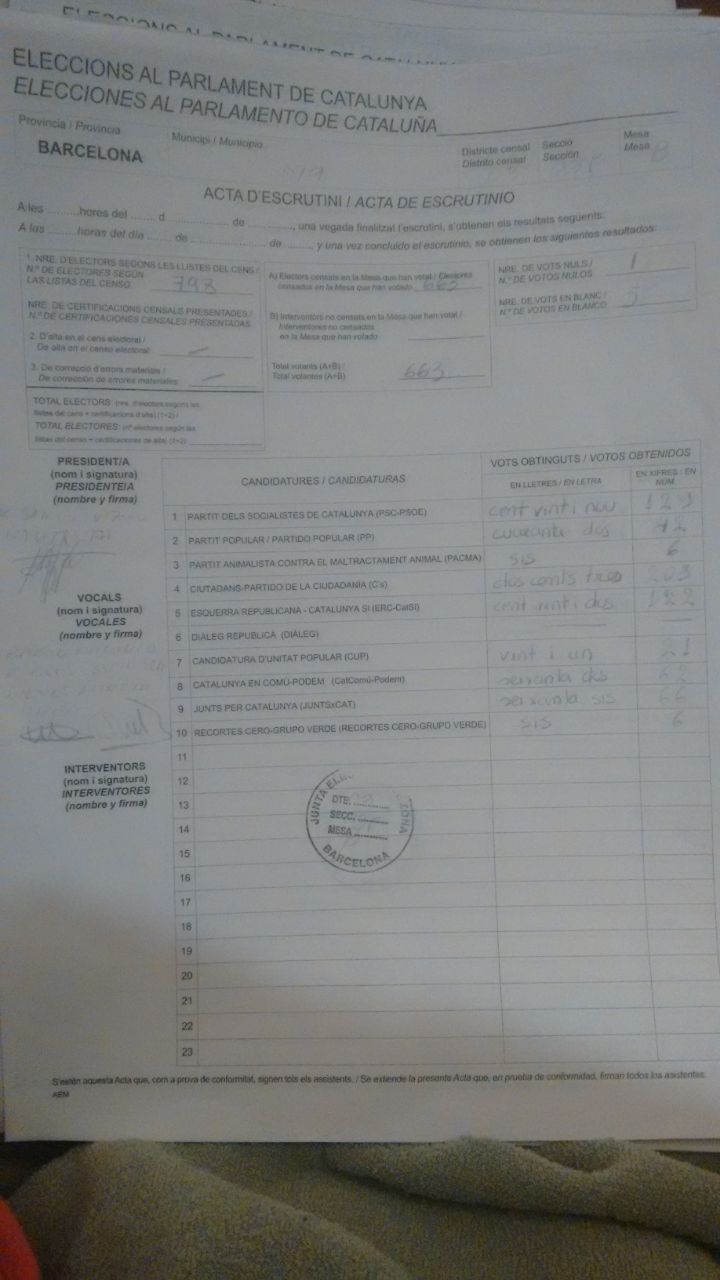 ELECCIONS AL PARLAMENT DE CATALUNYA
ELECCIONES AL PARLAMENTO DE CATALUÑA
Provincia / Provincia
Municipi / Municipio
Districte censal
Distrito censal
Secció
Sección
Mesa
Mesa B
BARCELONA
019
ACTA D'ESCRUTINI / ACTA DE ESCRUTINIO
A les ..........hores del ....... d ................ de ............, una vegada finalitzat l'escrutini, s'obtenen els resultats següents:
A las ..........horas del día ....... de ................ de ........ y una vez concluido el escrutinio, se obtienen los siguientes resultados:
1. NRE. D'ELECTORS SEGONS LES LLISTES DEL CENS /
N.º DE ELECTORES SEGÚN
LAS LISTAS DEL CENSO 798
NRE. DE CERTIFICACIONS CENSALS PRESENTADES /
N.º DE CERTIFICACIONES CENSALES PRESENTADAS
2. D'alta en el cens electoral /
De alta en el censo electoral: —
3. De correcció d'errors materials /
De corrección de errores materiales —
TOTAL ELECTORS: (nre. d'electors segons les
llistes del cens + certificacions d'alta) (1+2) /
TOTAL ELECTORES: (nº electores según las
listas del censo + certificaciones de alta) (1+2)
A) Electors censats en la Mesa que han votat / Electores
censados en la Mesa que han votado 663
B) Interventors no censats en la Mesa que han votat /
Interventores no censados
en la Mesa que han votado
Total votants (A+B) /
Total votantes (A+B) 663
NRE. DE VOTS NULS /
N.º DE VOTOS NULOS 1
NRE. DE VOTS EN BLANC /
N.º DE VOTOS EN BLANCO 5
PRESIDENT/A
(nom i signatura)
PRESIDENTE/A
(nombre y firma)
VOCALS
(nom i signatura)
VOCALES
(nombre y firma)
INTERVENTORS
(nom i signatura)
INTERVENTORES
(nombre y firma)
CANDIDATURES / CANDIDATURAS
VOTS OBTINGUTS / VOTOS OBTENIDOS
EN LLETRES / EN LETRA
EN XIFRES / EN
NÚM.
1 PARTIT DELS SOCIALISTES DE CATALUNYA (PSC-PSOE) cent vint i nou 129
2 PARTIT POPULAR / PARTIDO POPULAR (PP) quaranta dos 42
3 PARTIT ANIMALISTA CONTRA EL MALTRACTAMENT ANIMAL (PACMA) sis 6
4 CIUTADANS-PARTIDO DE LA CIUDADANÍA (C's) dos cents tres 203
5 ESQUERRA REPUBLICANA - CATALUNYA SÍ (ERC-CatSí) cent vint i dos 122
6 DIÀLEG REPUBLICÀ (DIÀLEG) — —
7 CANDIDATURA D'UNITAT POPULAR (CUP) vint i un 21
8 CATALUNYA EN COMÚ-PODEM (CatComú-Podem) seixanta dos 62
9 JUNTS PER CATALUNYA (JUNTSxCAT) seixanta sis 66
10 RECORTES CERO-GRUPO VERDE (RECORTES CERO-GRUPO VERDE) sis 6
11
12
13
14
15
16
17
18
19
20
21
22
23
JUNTA
DTE. ............
SECC. ..........
MESA ...........
BARCELONA
S'estén aquesta Acta que, com a prova de conformitat, signen tots els assistents. / Se extiende la presente Acta que, en prueba de conformidad, firman todos los asistentes.
AEM